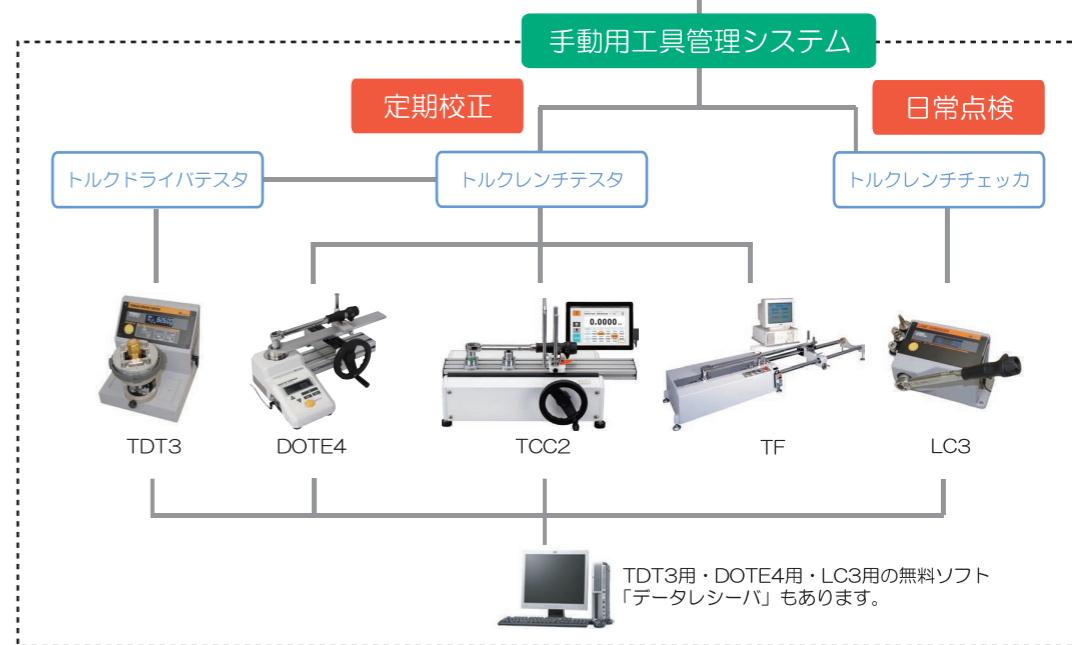 手動用工具管理システム
定期校正
日常点検
トルクドライバテスタ
トルクレンチテスタ
トルクレンチチェッカ
0.0000
TDT3
DOTE4
TCC2
TF
LC3
TDT3用・DOTE4用・LC3用の無料ソフト
「データレシーバ」もあります。